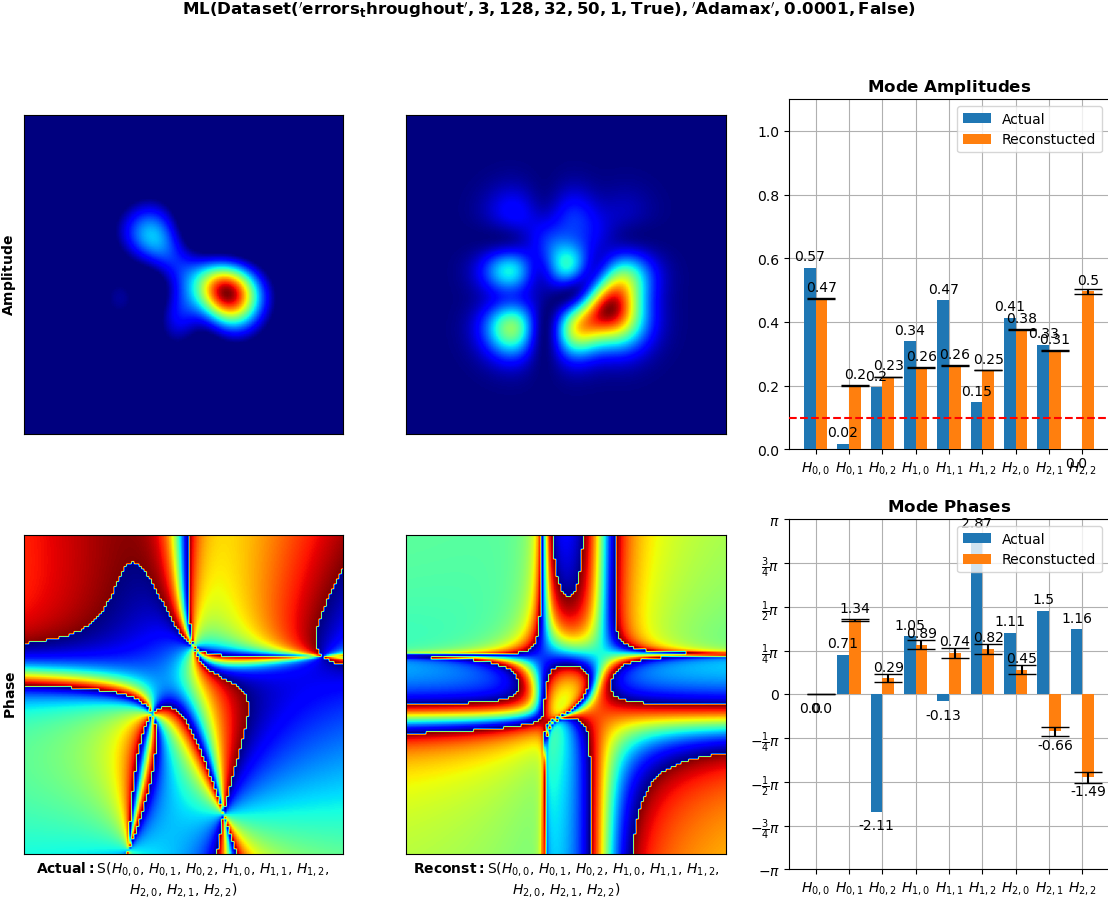 ML(Dataset('errors_throughout', 3, 128, 32, 50, 1, True), 'Adamax', 0.0001, False)
Amplitude
Mode Amplitudes
Actual
Reconstucted
1.0
0.8
0.6
0.4
0.2
0.0
0.57
0.47
0.02
0.2
0.2
0.23
0.34
0.26
0.47
0.26
0.15
0.25
0.41
0.38
0.33
0.31
0.0
0.5
H0,0 H0,1 H0,2 H1,0 H1,1 H1,2 H2,0 H2,1 H2,2
Phase
Mode Phases
Actual
Reconstucted
π
3/4π
1/2π
1/4π
0
−1/4π
−1/2π
−3/4π
−π
0.0
0.0
0.71
1.34
-2.11
0.29
1.05
0.89
-0.13
0.74
2.87
0.82
1.11
0.45
1.5
-0.66
1.16
-1.49
H0,0 H0,1 H0,2 H1,0 H1,1 H1,2 H2,0 H2,1 H2,2
Actual:S(H0,0, H0,1, H0,2, H1,0, H1,1, H1,2,
H2,0, H2,1, H2,2)
Reconst:S(H0,0, H0,1, H0,2, H1,0, H1,1, H1,2,
H2,0, H2,1, H2,2)